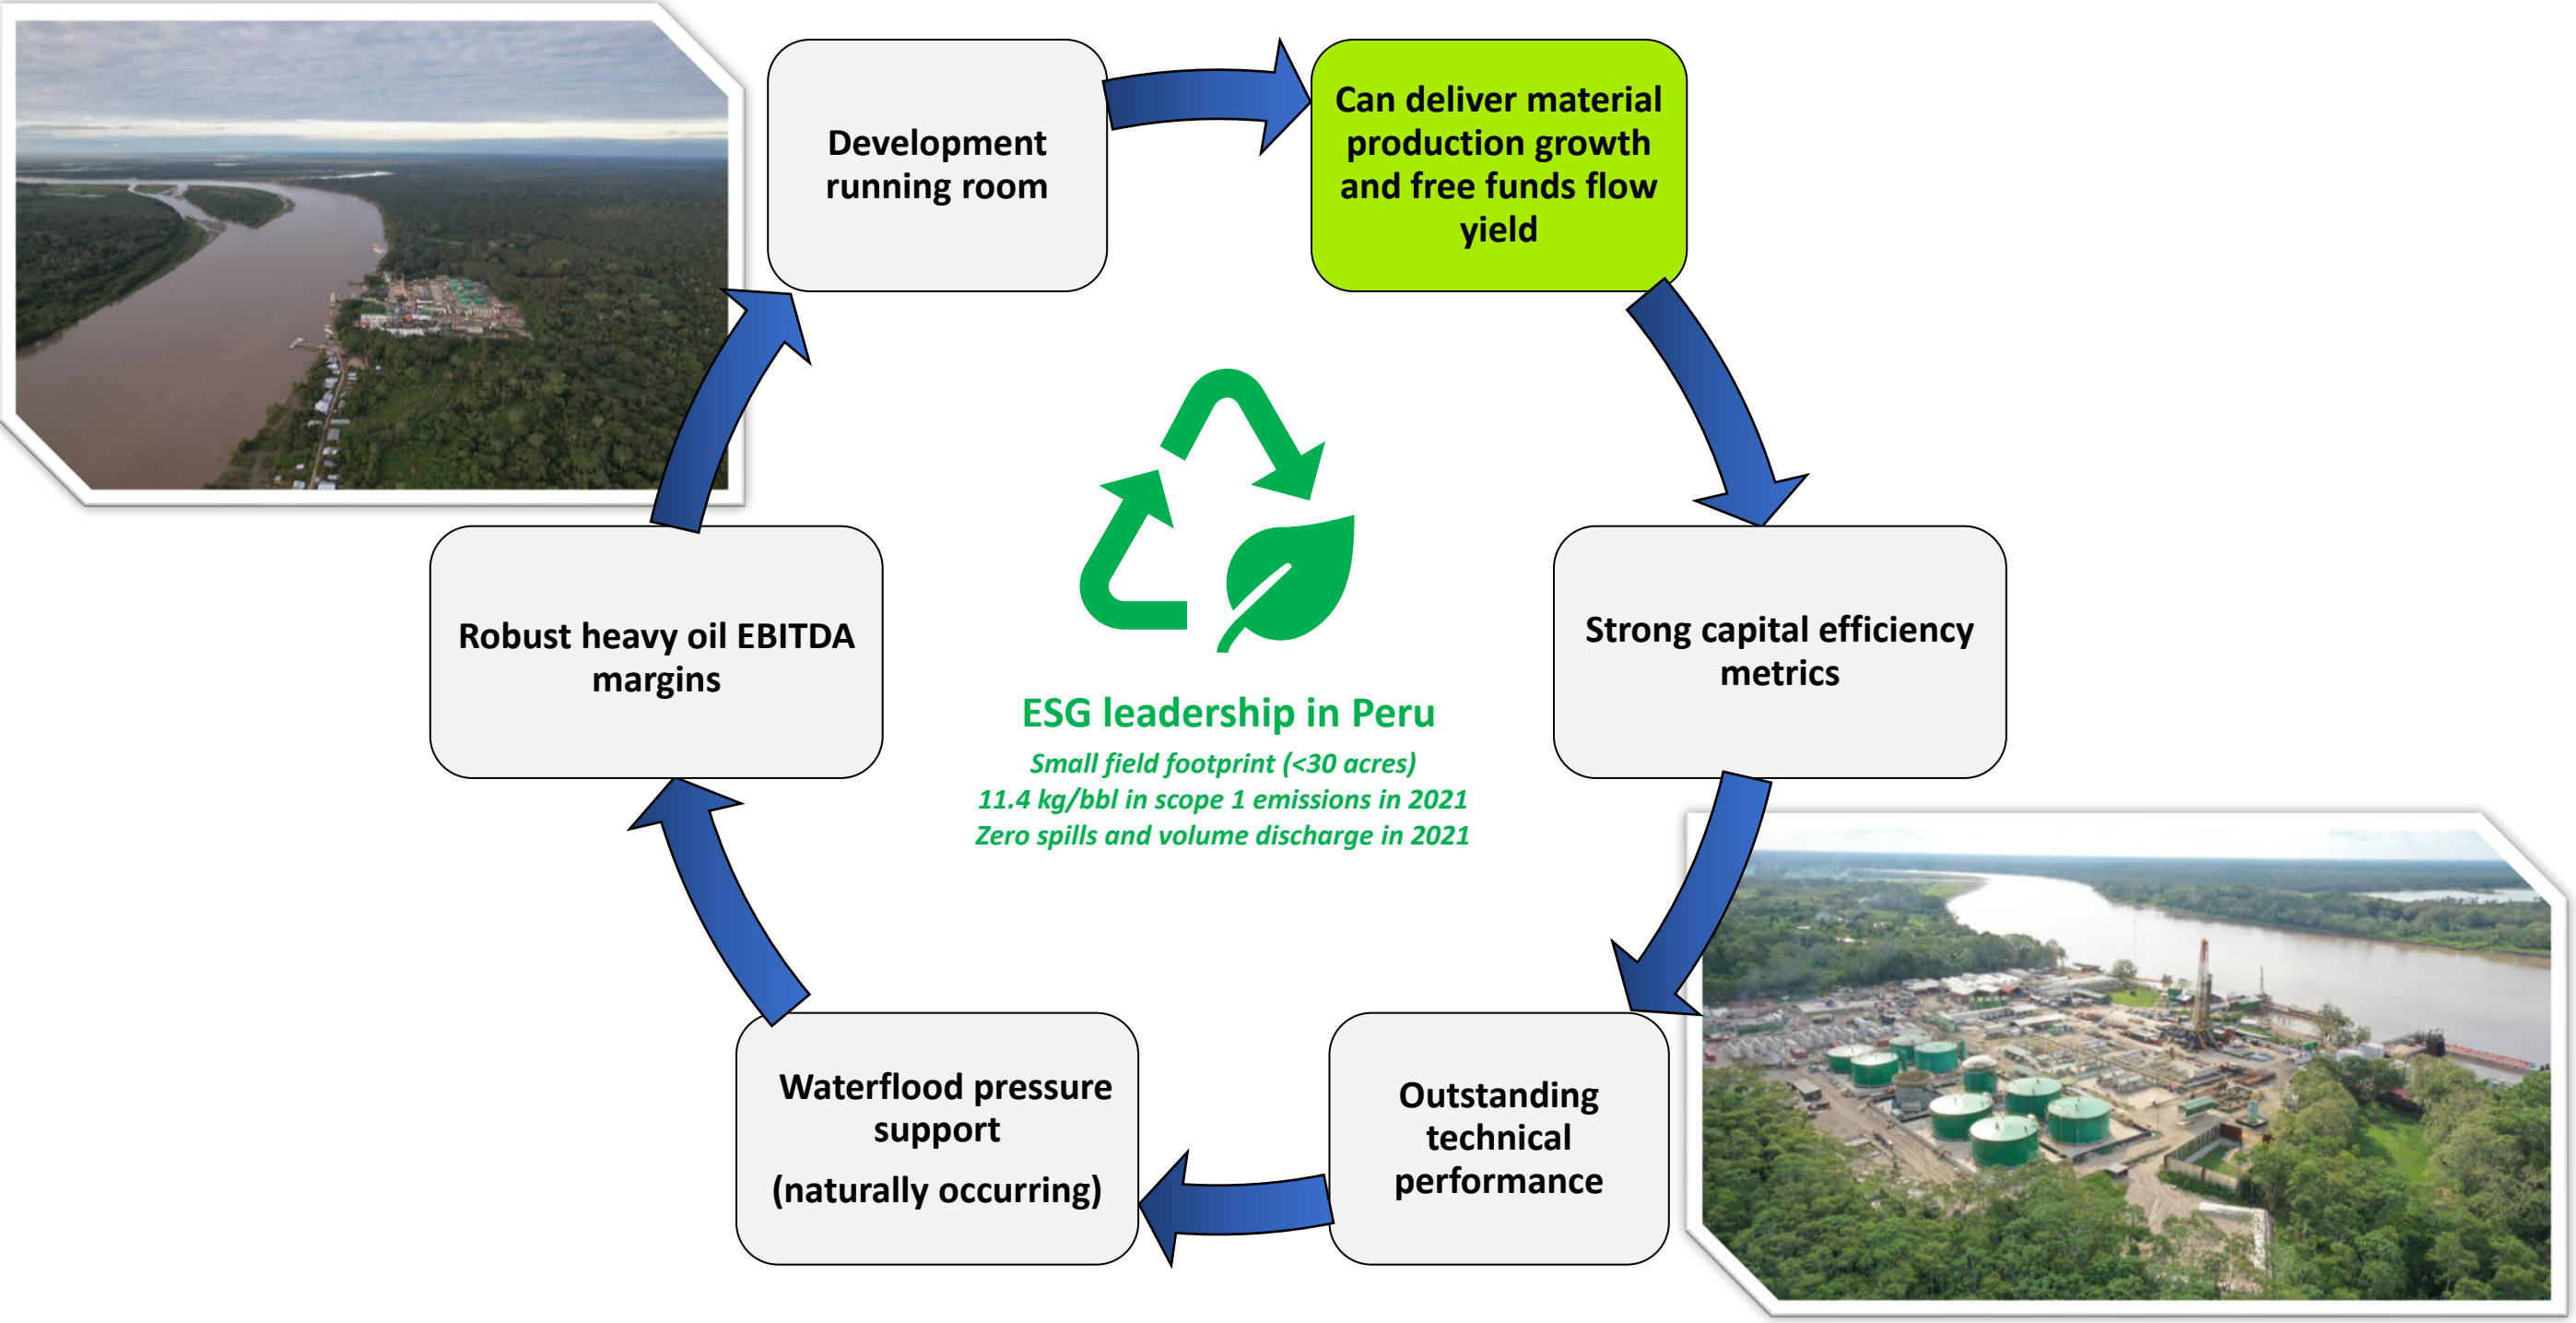 Development
running room
Can deliver material
production growth
and free funds flow
yield
Strong capital efficiency
metrics
Outstanding
technical
performance
Waterflood pressure
support
(naturally occurring)
Robust heavy oil EBITDA
margins
ESG leadership in Peru
Small field footprint (<30 acres)
11.4 kg/bbl in scope 1 emissions in 2021
Zero spills and volume discharge in 2021